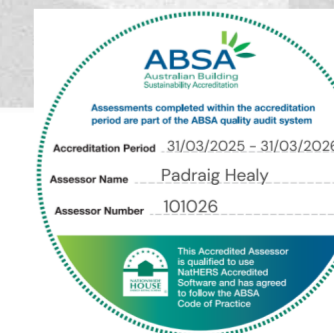 ABSA
Australian Building
Sustainability Accreditation
Assessments completed within the accreditation
period are part of the ABSA quality audit system
Accreditation Period 31/03/2025 - 31/03/2026
Assessor Name Padraig Healy
Assessor Number 101026
This Accredited Assessor
is qualified to use
NatHERS Accredited
Software and has agreed
to follow the ABSA
Code of Practice
NATIONWIDE
HOUSE